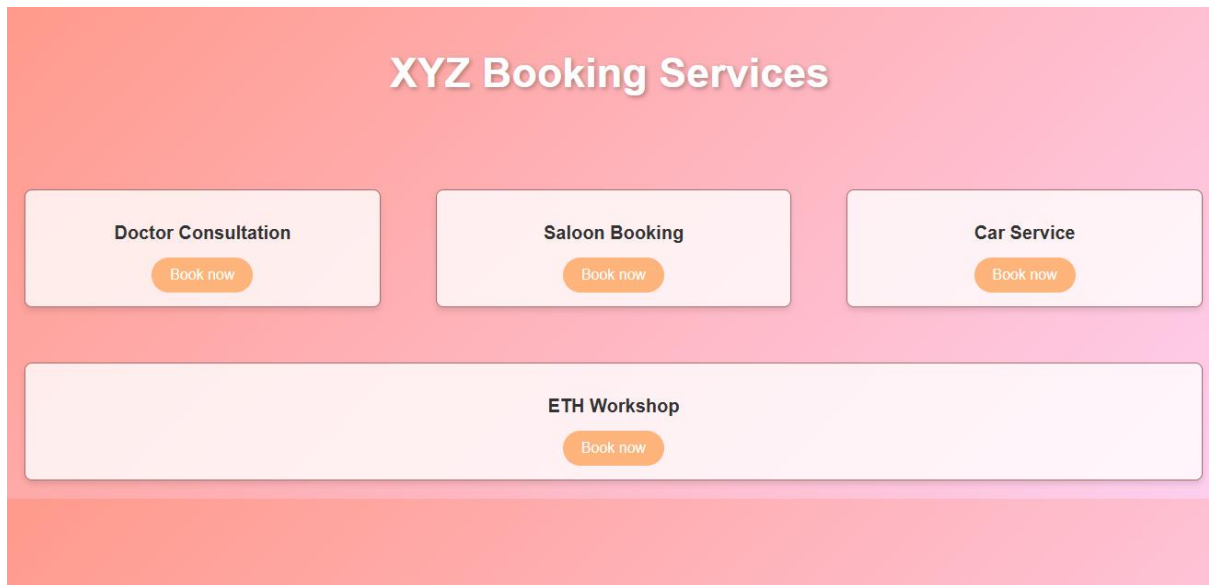 XYZ Booking Services
Doctor Consultation
Book now
Saloon Booking
Book now
Car Service
Book now
ETH Workshop
Book now